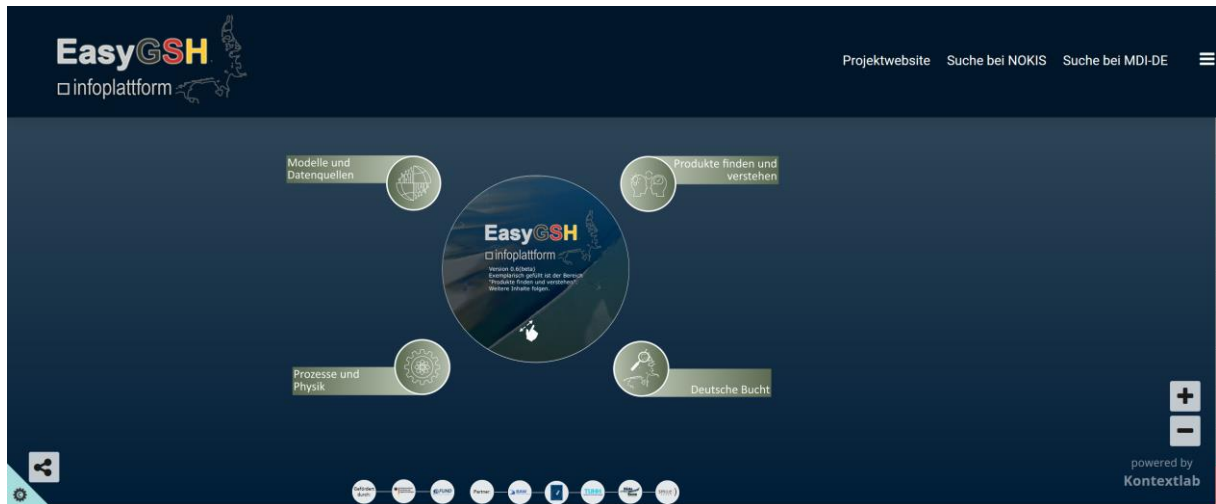 EasyGSH
infoplattform
Projektwebsite Suche bei NOKIS Suche bei MDI-DE
Modelle und
Datenquellen
Produkte finden und
verstehen
EasyGSH
infoplattform
Version 0.6(beta)
Exemplarisch gefüllt ist der Bereich
"Produkte finden und verstehen"
Weitere Inhalte folgen.
Prozesse und
Physik
Deutsche Bucht
powered by
Kontextlab
Gefördert
durch:
Partner: